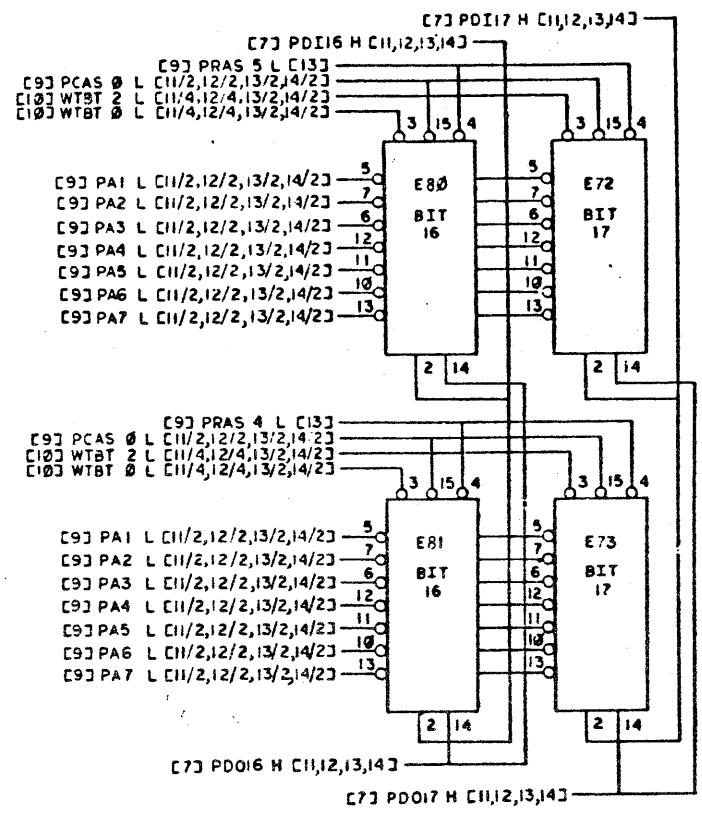 [7] PDI17 H [11,12,13,14]
[7] PDI16 H [11,12,13,14]
[9] PRAS 5 L [13]
[9] PCAS Ø L [11/2,12/2,13/2,14/2]
[1Ø] WTBT 2 L [11/4,12/4,13/2,14/2]
[1Ø] WTBT Ø L [11/4,12/4,13/2,14/2]
3 15 4 3 15 4
[9] PA1 L [11/2,12/2,13/2,14/2] 5 E8Ø 5 E72
[9] PA2 L [11/2,12/2,13/2,14/2] 7 BIT 7 BIT
[9] PA3 L [11/2,12/2,13/2,14/2] 6 16 6 17
[9] PA4 L [11/2,12/2,13/2,14/2] 12 12
[9] PA5 L [11/2,12/2,13/2,14/2] 11 11
[9] PA6 L [11/2,12/2,13/2,14/2] 1Ø 1Ø
[9] PA7 L [11/2,12/2,13/2,14/2] 13 13
2 14 2 14
[9] PRAS 4 L [13]
[9] PCAS Ø L [11/2,12/2,13/2,14/2]
[1Ø] WTBT 2 L [11/4,12/4,13/2,14/2]
[1Ø] WTBT Ø L [11/4,12/4,13/2,14/2]
3 15 4 3 15 4
[9] PA1 L [11/2,12/2,13/2,14/2] 5 E81 5 E73
[9] PA2 L [11/2,12/2,13/2,14/2] 7 BIT 7 BIT
[9] PA3 L [11/2,12/2,13/2,14/2] 6 16 6 17
[9] PA4 L [11/2,12/2,13/2,14/2] 12 12
[9] PA5 L [11/2,12/2,13/2,14/2] 11 11
[9] PA6 L [11/2,12/2,13/2,14/2] 1Ø 1Ø
[9] PA7 L [11/2,12/2,13/2,14/2] 13 13
2 14 2 14
[7] PDO16 H [11,12,13,14]
[7] PDO17 H [11,12,13,14]